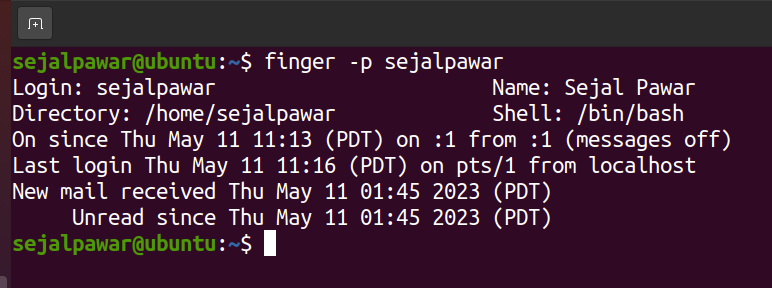 sejalpawar@ubuntu:~$ finger -p sejalpawar
Login: sejalpawar                       Name: Sejal Pawar
Directory: /home/sejalpawar             Shell: /bin/bash
On since Thu May 11 11:13 (PDT) on :1 from :1 (messages off)
Last login Thu May 11 11:16 (PDT) on pts/1 from localhost
New mail received Thu May 11 01:45 2023 (PDT)
     Unread since Thu May 11 01:45 2023 (PDT)
sejalpawar@ubuntu:~$